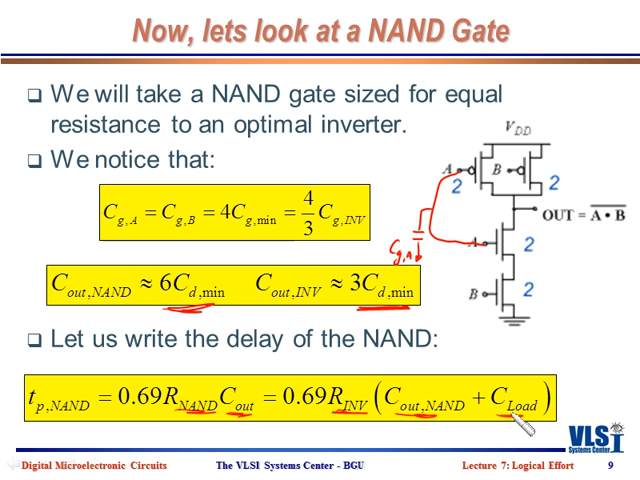 Now, lets look at a NAND Gate
❑ We will take a NAND gate sized for equal
resistance to an optimal inverter.
❑ We notice that:
C_{g,A} = C_{g,B} = 4C_{g,min} = \frac{4}{3} C_{g,INV}
C_{out,NAND} ≈ 6C_{d,min} C_{out,INV} ≈ 3C_{d,min}
V_{DD}
A B
2 2
OUT = \overline{A • B}
C_{g,A}
A 2
B 2
❑ Let us write the delay of the NAND:
t_{p,NAND} = 0.69R_{NAND}C_{out} = 0.69R_{INV} (C_{out,NAND} + C_{Load})
VLSI
Systems Center
Digital Microelectronic Circuits The VLSI Systems Center - BGU Lecture 7: Logical Effort 9